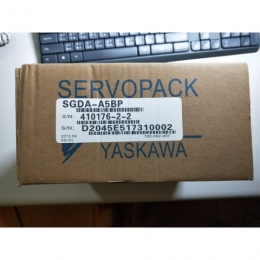 SERVOPACK
SGDA-A5BP
O/N: 410176-2-2
S/N: D2045E517310002
YASKAWA